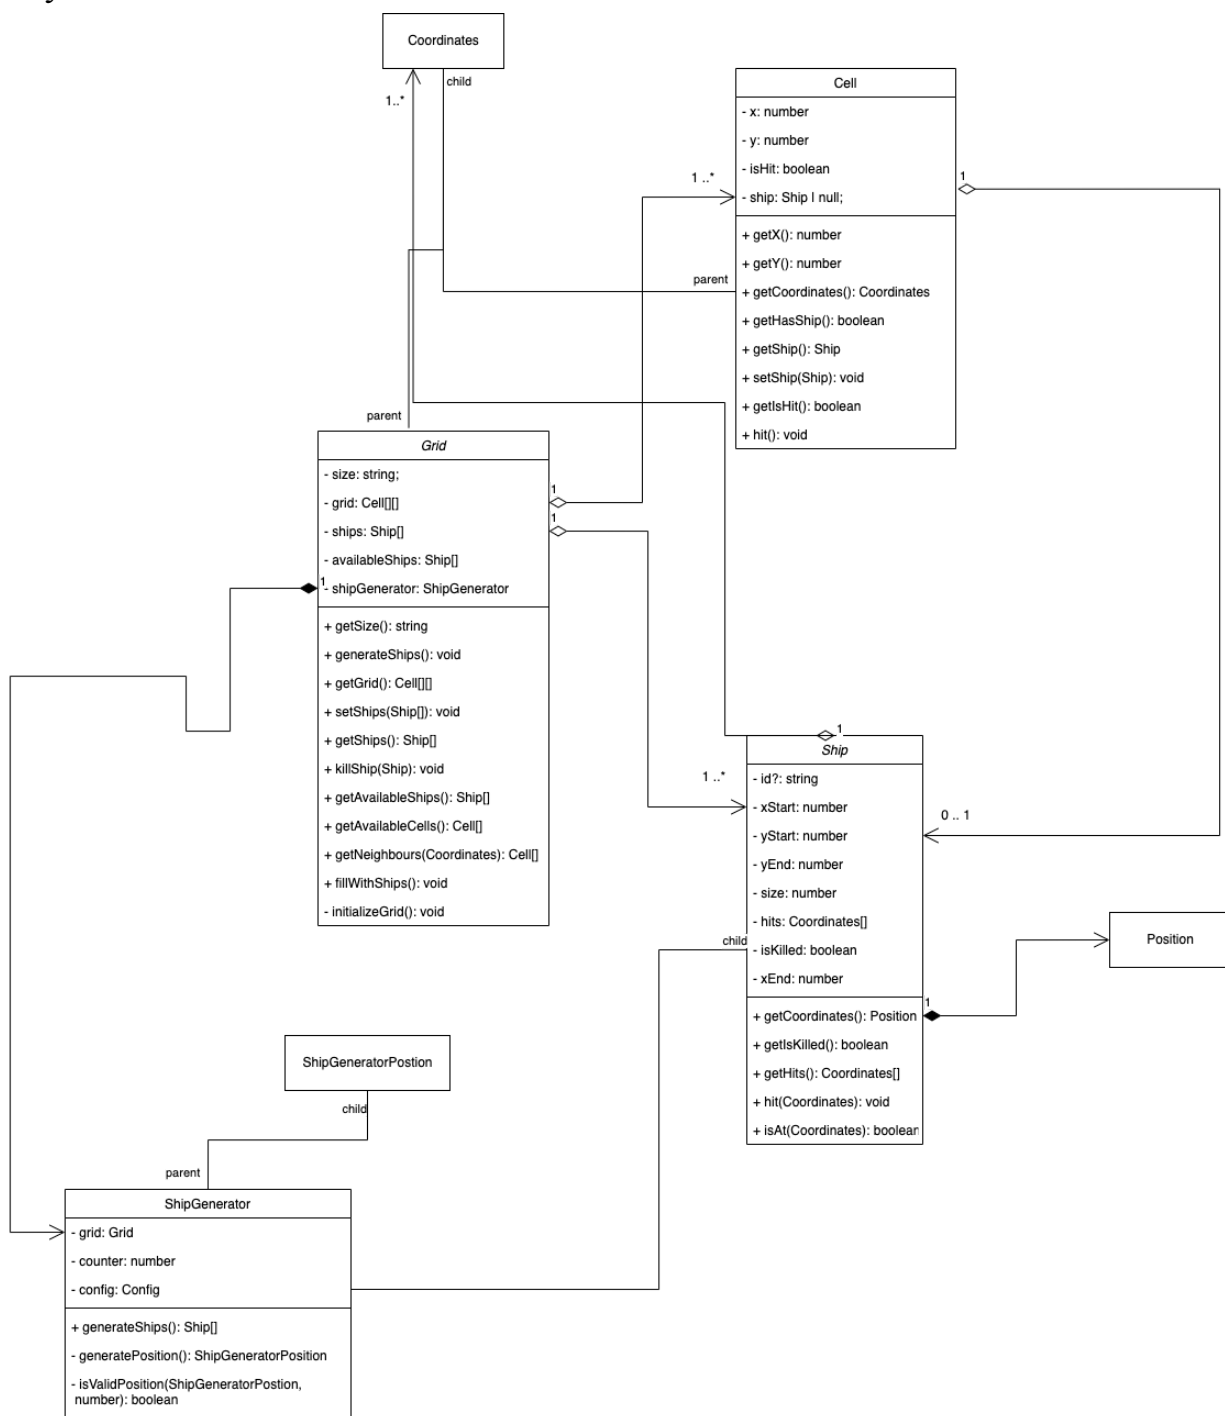 Coordinates
child
1..*
Cell
- x: number
- y: number
- isHit: boolean
- ship: Ship | null;
+ getX(): number
+ getY(): number
+ getCoordinates(): Coordinates
+ getHasShip(): boolean
+ getShip(): Ship
+ setShip(Ship): void
+ getIsHit(): boolean
+ hit(): void
1
1 ..*
parent
parent
Grid
- size: string;
- grid: Cell[][]
- ships: Ship[]
- availableShips: Ship[]
- shipGenerator: ShipGenerator
+ getSize(): string
+ generateShips(): void
+ getGrid(): Cell[][]
+ setShips(Ship[]): void
+ getShips(): Ship[]
+ killShip(Ship): void
+ getAvailableShips(): Ship[]
+ getAvailableCells(): Cell[]
+ getNeighbours(Coordinates): Cell[]
+ fillWithShips(): void
- initializeGrid(): void
1
1
1
1
1 ..*
0 .. 1
Ship
- id?: string
- xStart: number
- yStart: number
- yEnd: number
- size: number
- hits: Coordinates[]
- isKilled: boolean
- xEnd: number
+ getCoordinates(): Position
+ getIsKilled(): boolean
+ getHits(): Coordinates[]
+ hit(Coordinates): void
+ isAt(Coordinates): boolean
child
1
Position
ShipGeneratorPostion
child
parent
ShipGenerator
- grid: Grid
- counter: number
- config: Config
+ generateShips(): Ship[]
- generatePosition(): ShipGeneratorPosition
- isValidPosition(ShipGeneratorPostion,
number): boolean